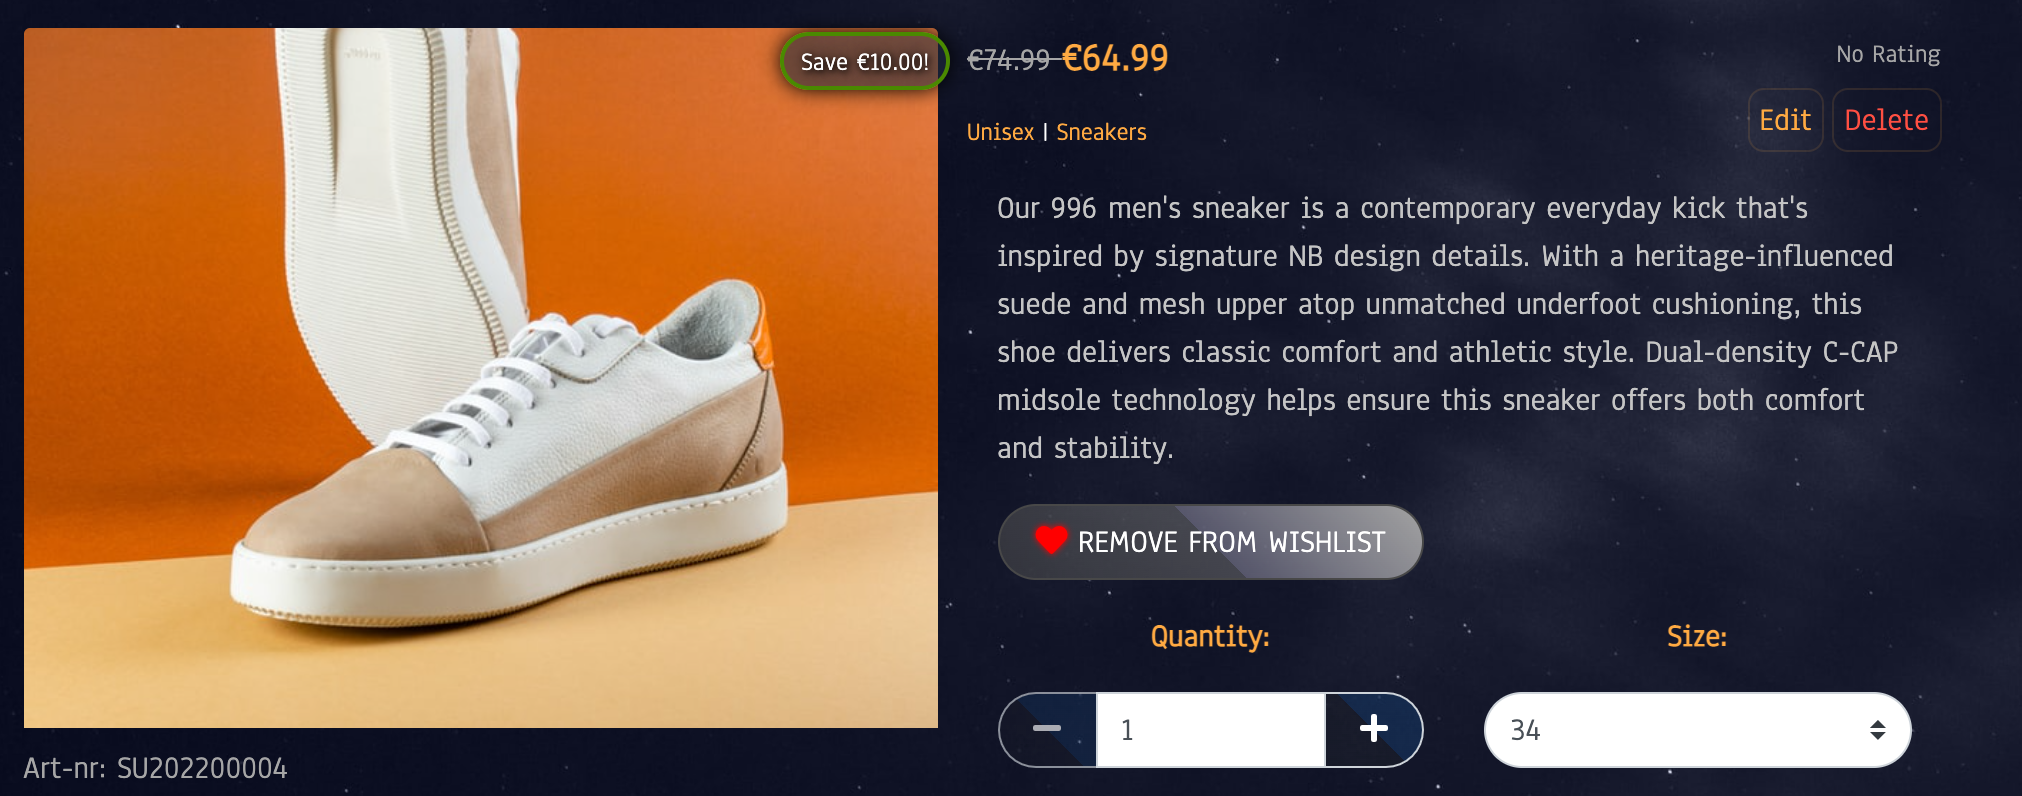 Save €10.00!
€74.99 €64.99
No Rating
Edit Delete
Unisex | Sneakers
Our 996 men's sneaker is a contemporary everyday kick that's
inspired by signature NB design details. With a heritage-influenced
suede and mesh upper atop unmatched underfoot cushioning, this
shoe delivers classic comfort and athletic style. Dual-density C-CAP
midsole technology helps ensure this sneaker offers both comfort
and stability.
REMOVE FROM WISHLIST
Quantity:
Size:
1
34
Art-nr: SU202200004